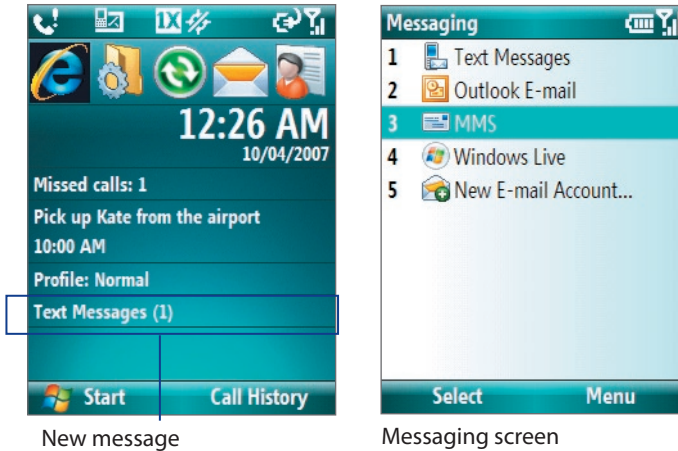 1X
12:26 AM
10/04/2007
Missed calls: 1
Pick up Kate from the airport
10:00 AM
Profile: Normal
Text Messages (1)
Start Call History
New message
Messaging
1 Text Messages
2 Outlook E-mail
3 MMS
4 Windows Live
5 New E-mail Account...
Select Menu
Messaging screen